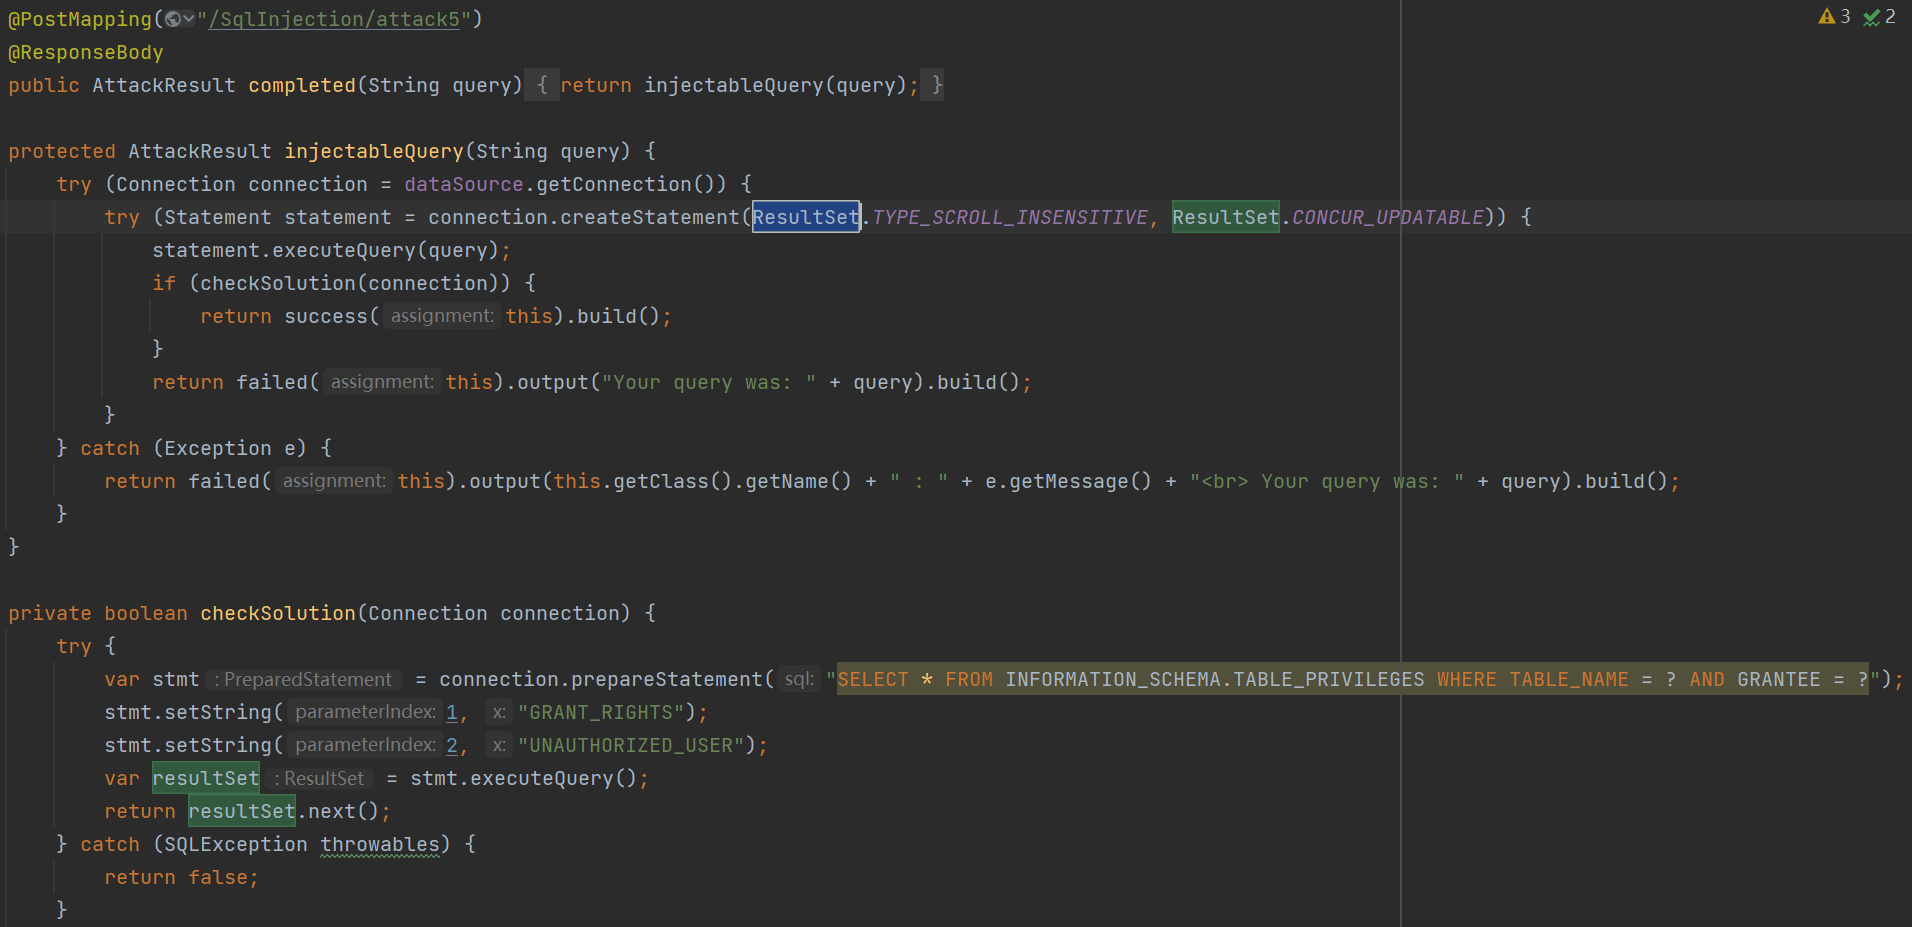 @PostMapping("/SqlInjection/attack5")
3 2
@ResponseBody
public AttackResult completed(String query) { return injectableQuery(query); }
protected AttackResult injectableQuery(String query) {
try (Connection connection = dataSource.getConnection()) {
try (Statement statement = connection.createStatement(ResultSet.TYPE_SCROLL_INSENSITIVE, ResultSet.CONCUR_UPDATABLE)) {
statement.executeQuery(query);
if (checkSolution(connection)) {
return success( assignment: this).build();
}
return failed( assignment: this).output("Your query was: " + query).build();
}
} catch (Exception e) {
return failed( assignment: this).output(this.getClass().getName() + " : " + e.getMessage() + "<br> Your query was: " + query).build();
}
}
private boolean checkSolution(Connection connection) {
try {
var stmt : PreparedStatement = connection.prepareStatement( sql: "SELECT * FROM INFORMATION_SCHEMA.TABLE_PRIVILEGES WHERE TABLE_NAME = ? AND GRANTEE = ?");
stmt.setString( parameterIndex: 1, x: "GRANT_RIGHTS");
stmt.setString( parameterIndex: 2, x: "UNAUTHORIZED_USER");
var resultSet : ResultSet = stmt.executeQuery();
return resultSet.next();
} catch (SQLException throwables) {
return false;
}